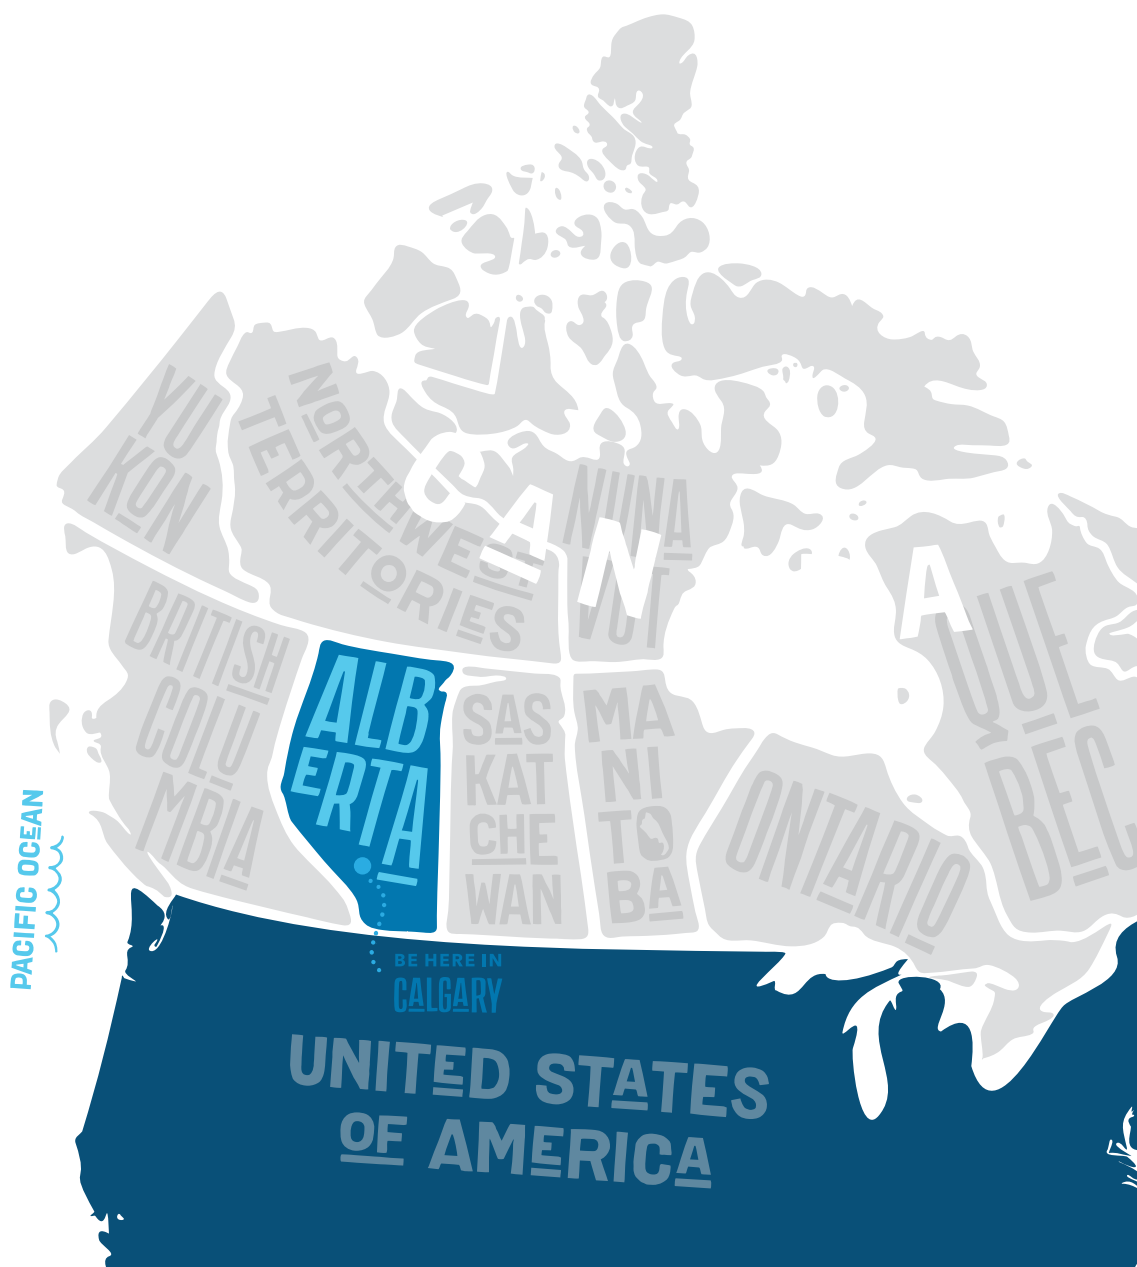 YU
KON
NORTHWEST
TERRITORIES
NUNA
VUT
CANA
BRITISH
COLU
MBIA
ALB
ERTA
SAS
KAT
CHE
WAN
MA
NI
TO
BA
ONTARIO
QUE
BEC
PACIFIC OCEAN
BE HERE IN
CALGARY
UNITED STATES
OF AMERICA